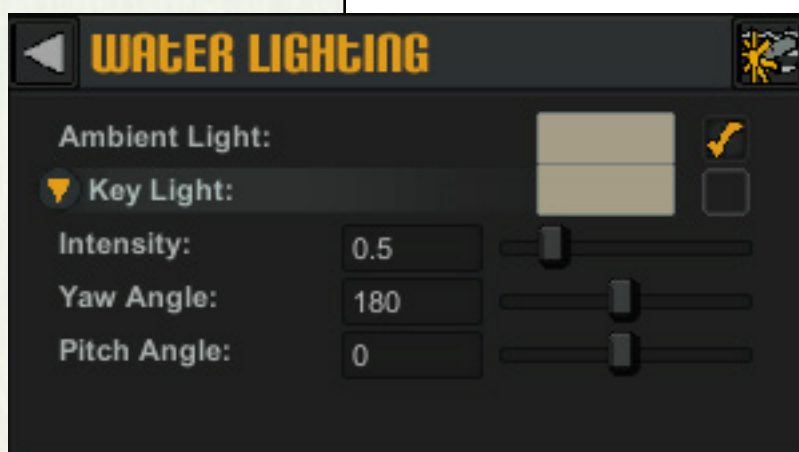 WATER LIGHTING
Ambient Light:
Key Light:
Intensity: 0.5
Yaw Angle: 180
Pitch Angle: 0